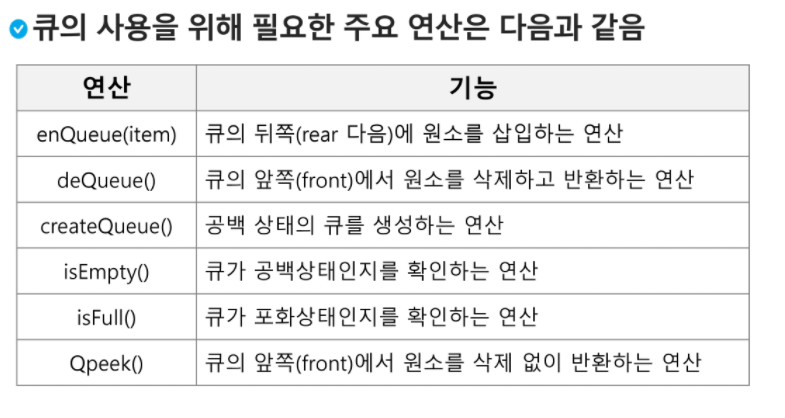 큐의 사용을 위해 필요한 주요 연산은 다음과 같음
연산 기능
enQueue(item) 큐의 뒤쪽(rear 다음)에 원소를 삽입하는 연산
deQueue() 큐의 앞쪽(front)에서 원소를 삭제하고 반환하는 연산
createQueue() 공백 상태의 큐를 생성하는 연산
isEmpty() 큐가 공백상태인지를 확인하는 연산
isFull() 큐가 포화상태인지를 확인하는 연산
Qpeek() 큐의 앞쪽(front)에서 원소를 삭제 없이 반환하는 연산